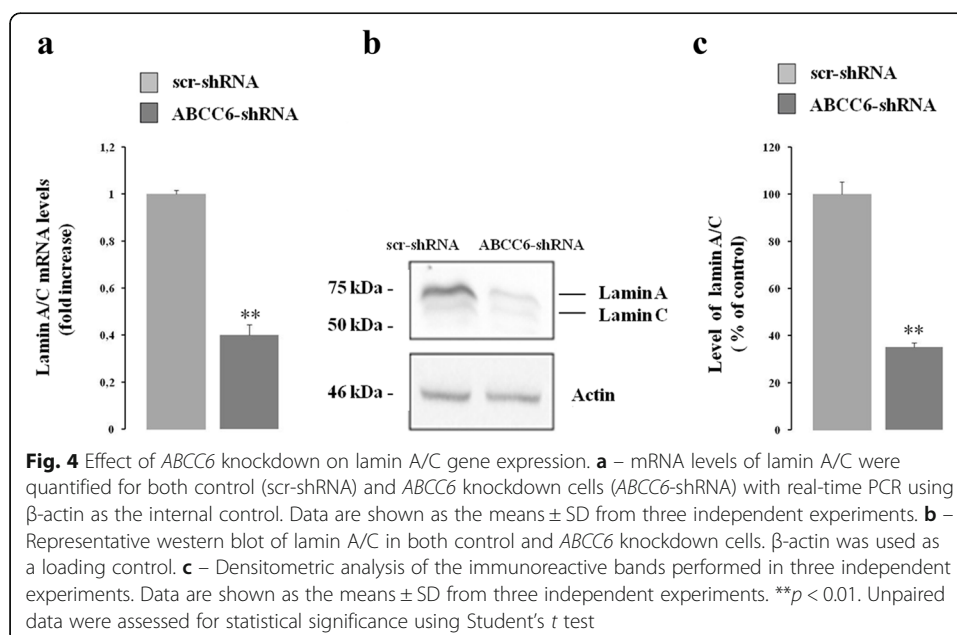 a
scr-shRNA
ABCC6-shRNA
Lamin A/C mRNA levels
(fold increase)
1,2
1
0,8
0,6
0,4
0,2
0
**
b
scr-shRNA ABCC6-shRNA
75 kDa -
50 kDa -
Lamin A
Lamin C
46 kDa -
Actin
c
scr-shRNA
ABCC6-shRNA
Level of lamin A/C
( % of control)
120
100
80
60
40
20
0
**
Fig. 4 Effect of ABCC6 knockdown on lamin A/C gene expression. a – mRNA levels of lamin A/C were
quantified for both control (scr-shRNA) and ABCC6 knockdown cells (ABCC6-shRNA) with real-time PCR using
β-actin as the internal control. Data are shown as the means ± SD from three independent experiments. b –
Representative western blot of lamin A/C in both control and ABCC6 knockdown cells. β-actin was used as
a loading control. c – Densitometric analysis of the immunoreactive bands performed in three independent
experiments. Data are shown as the means ± SD from three independent experiments. **p < 0.01. Unpaired
data were assessed for statistical significance using Student's t test